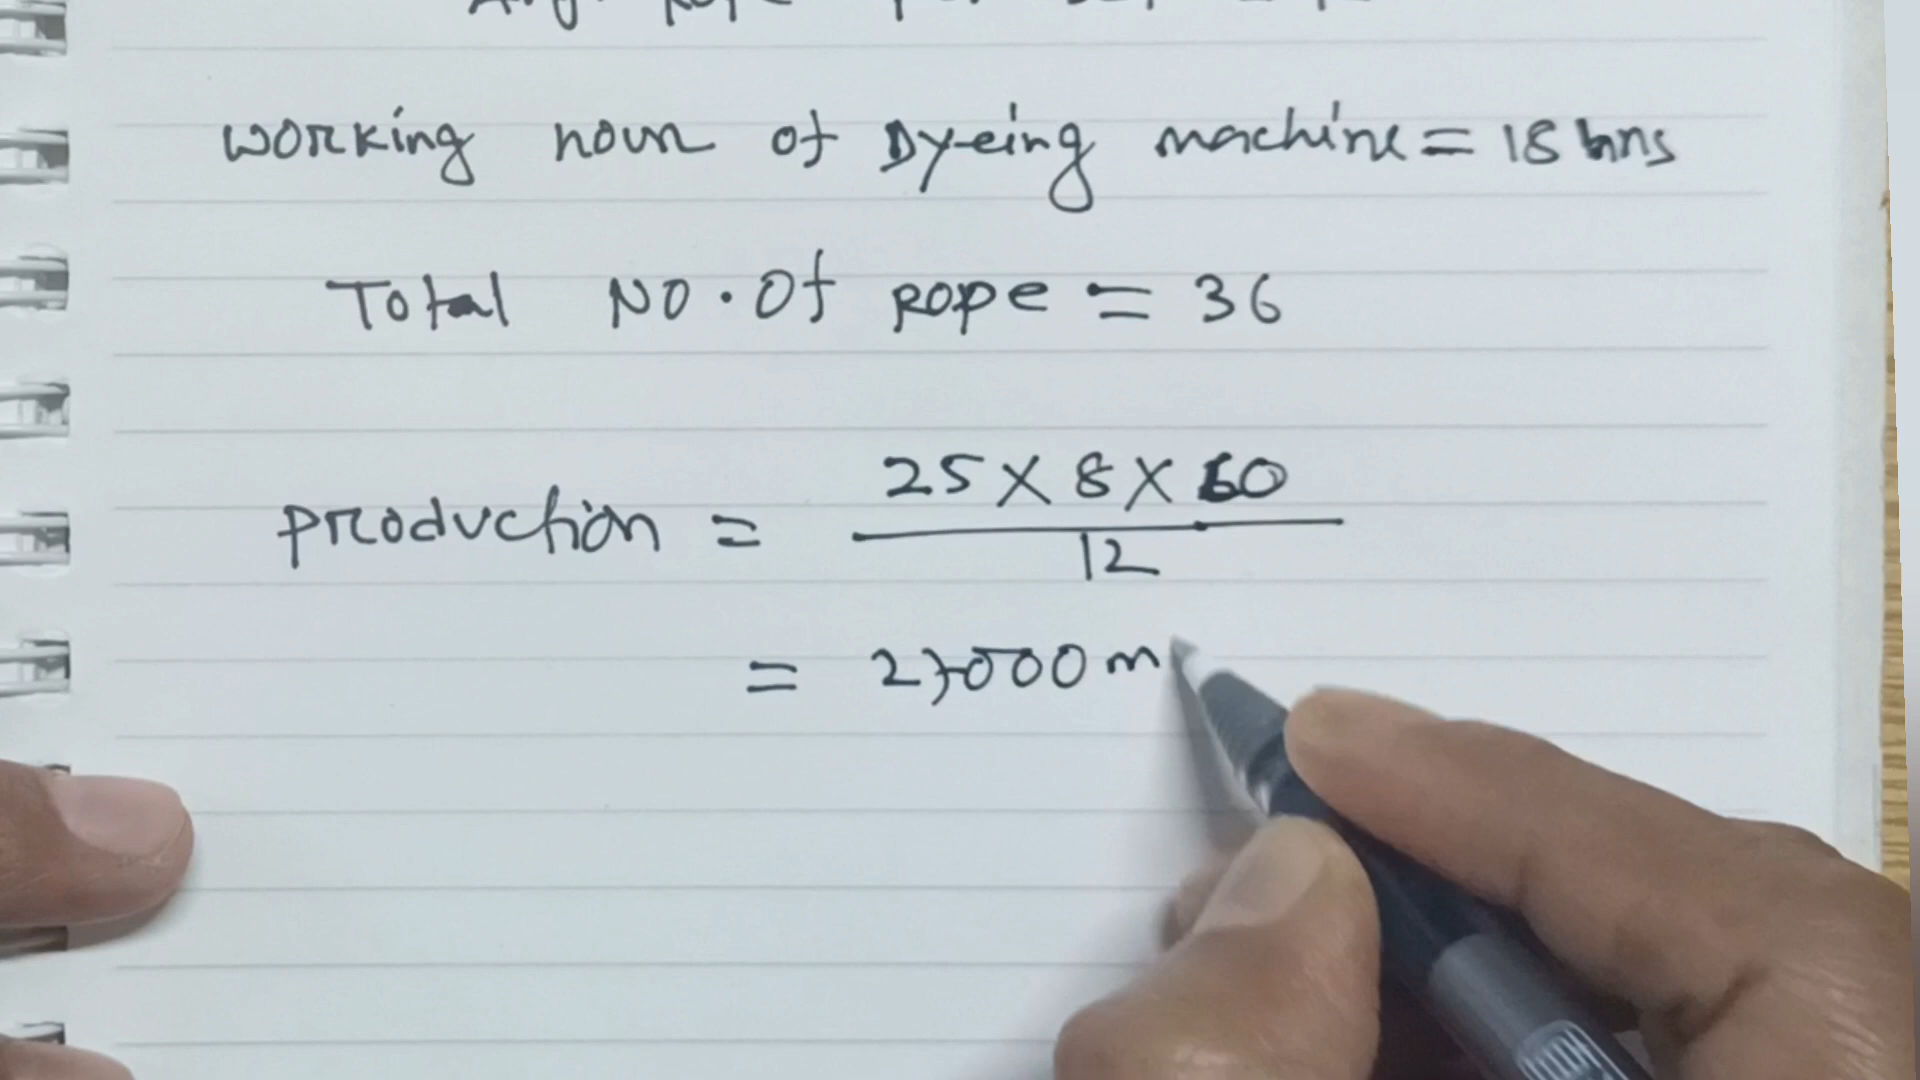 working hour of Dyeing machine = 18 hrs
Total NO. Of Rope = 36
production = 25 X 8 X 60 / 12
= 27000 m